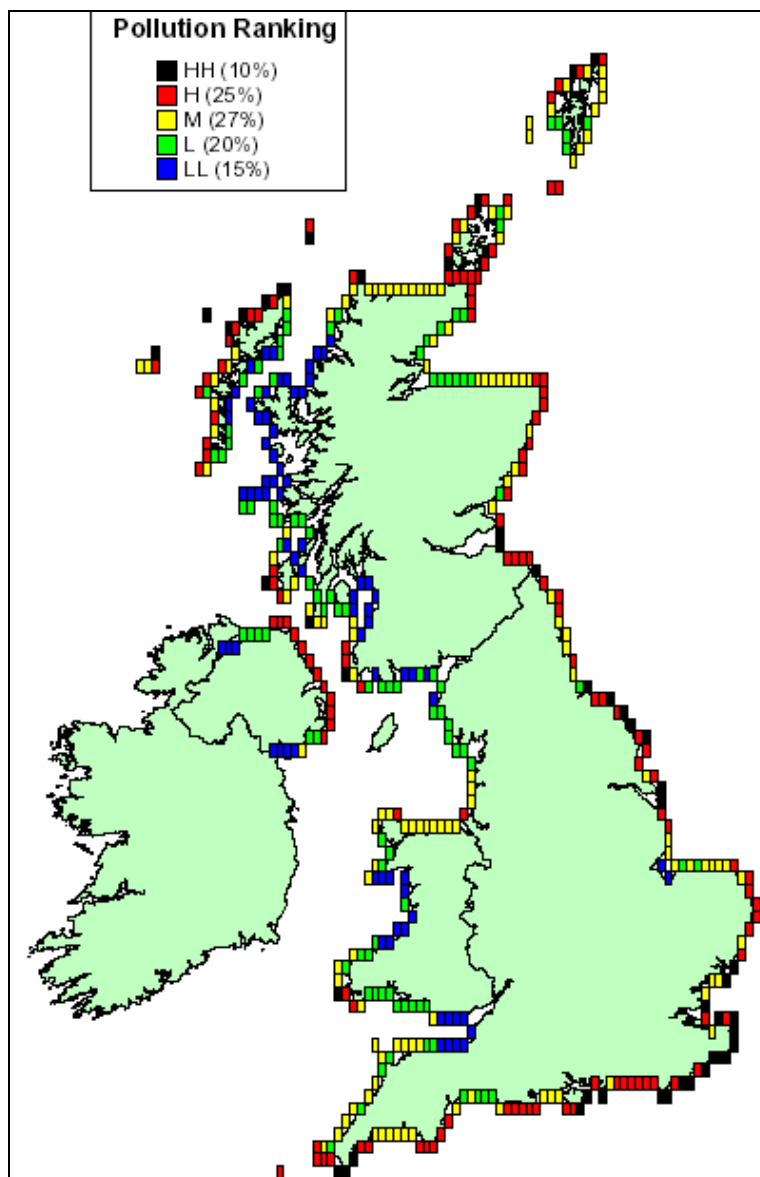 Pollution Ranking
HH (10%)
H (25%)
M (27%)
L (20%)
LL (15%)